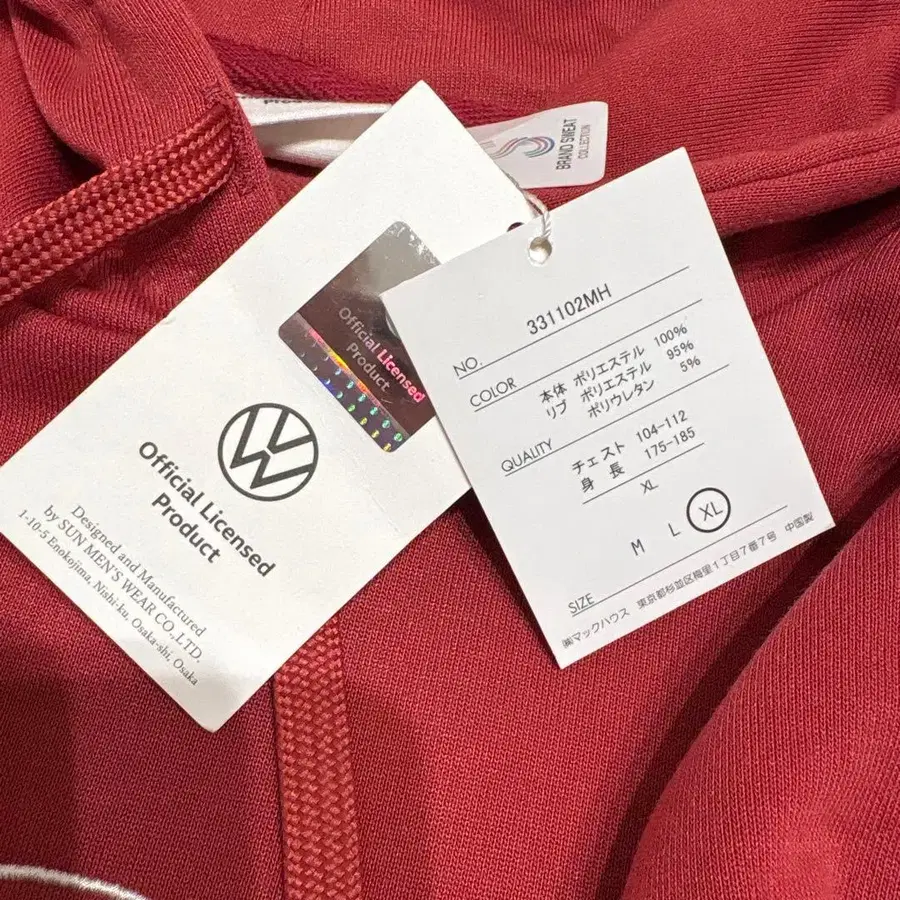 BRAND SWEAT
COLLECTION
Official Licensed
Product
Official Licensed
Product
Designed and Manufactured
by SUN MEN'S WEAR CO.,LTD.
1-10-5 Enokojima, Nishi-ku, Osaka-shi, Osaka
NO. 331102MH
COLOR
本体 ポリエステル 100%
リブ ポリエステル 95%
ポリウレタン 5%
QUALITY
チェスト 104-112
身長 175-185
XL
M L XL
SIZE
㈱マックハウス 東京都杉並区梅里1丁目7番7号 中国製